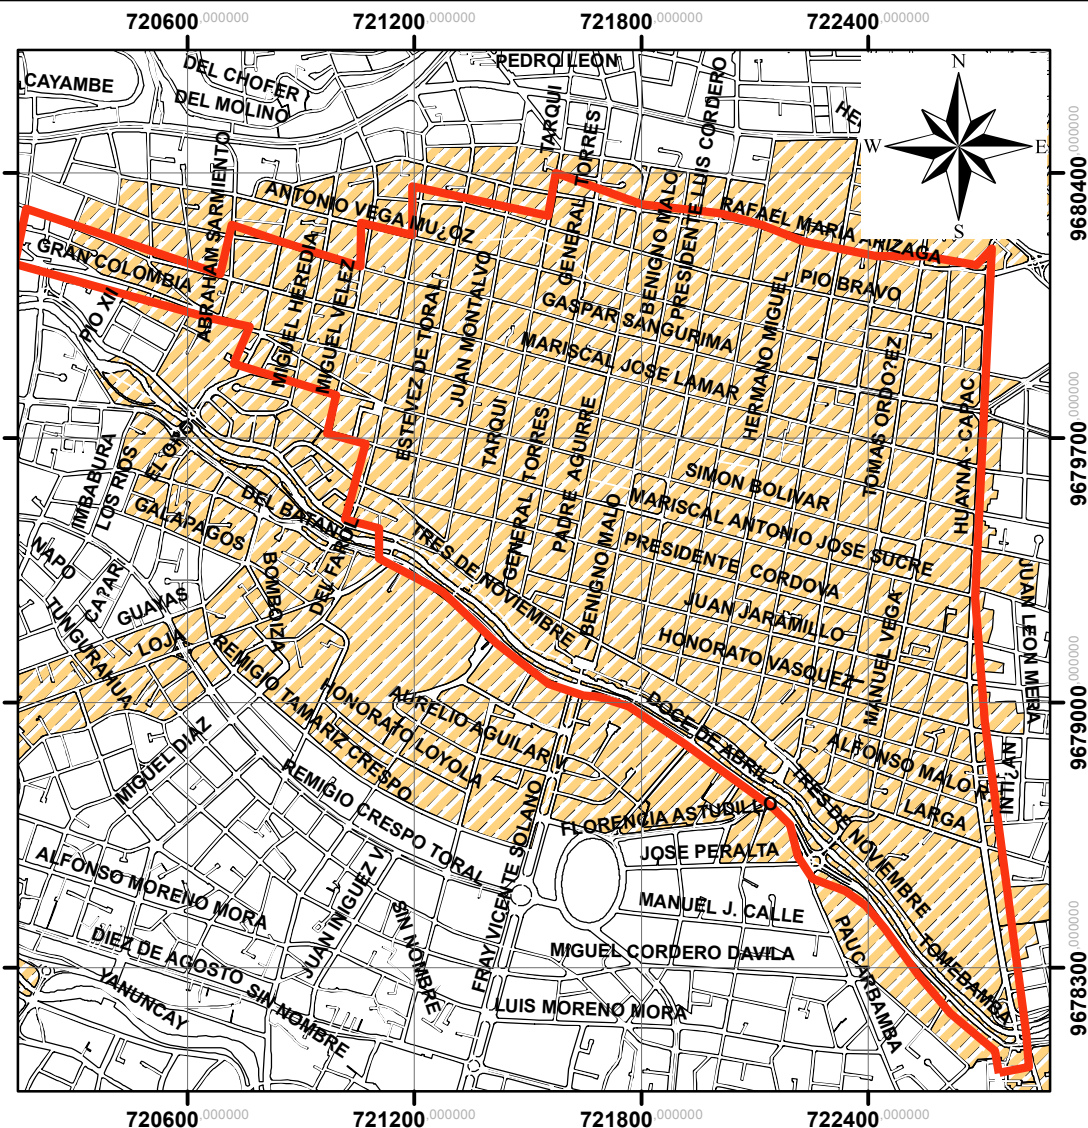 720600,000000 721200,000000 721800,000000 722400,000000
PEDRO LEON
DEL CHOFER
CAYAMBE
DEL MOLINO
TARQUI
PRESIDENTE LUIS CORDERO
HE
N
W
E
S
9680400,000000
GENERAL TORRES
ABRAHAM SARMIENTO
BENIGNO MALO
ANTONIO VEGA MU¿OZ
RAFAEL MARIA ARIZAGA
GRAN COLOMBIA
PIO BRAVO
PIO XII
MIGUEL HEREDIA
MIGUEL VELEZ
ESTEVEZ DE TORAL
JUAN MONTALVO
GASPAR SANGURIMA
MARISCAL JOSE LAMAR
HERMANO MIGUEL
TOMAS ORDO?EZ
HUAYNA-CAPAC
TARQUI
GENERAL TORRES
PADRE AGUIRRE
BENIGNO MALO
9679700,000000
IMBABURA
LOS RIOS
EL ORO
SIMON BOLIVAR
MARISCAL ANTONIO JOSE SUCRE
GALAPAGOS
DEL BATAN
DEL FAROL
TRES DE NOVIEMBRE
PRESIDENTE CORDOVA
NAPO
CA?AR
BOMBOIZA
GUAYAS
TUNGURAHUA
LOJA
JUAN JARAMILLO
HONORATO VASQUEZ
MANUEL VEGA
JUAN LEON MERA
REMIGIO TAMARIZ CRESPO
HONORATO LOYOLA
AURELIO AGUILAR V
9679000,000000
DOCE DE ABRIL
ALFONSO MALO R.
MIGUEL DIAZ
REMIGIO CRESPO TORAL
TRES DE NOVIEMBRE
LARGA
FLORENCIA ASTUDILLO
JOSE PERALTA
FRAY VICENTE SOLANO
ALFONSO MORENO MORA
JUAN INIGUEZ V
SIN NOMBRE
MANUEL J. CALLE
PAUCARBAMBA
DIEZ DE AGOSTO
MIGUEL CORDERO DAVILA
TOMEBAMBA
9678300,000000
YANUNCAY
SIN NOMBRE
LUIS MORENO MORA
720600,000000 721200,000000 721800,000000 722400,000000